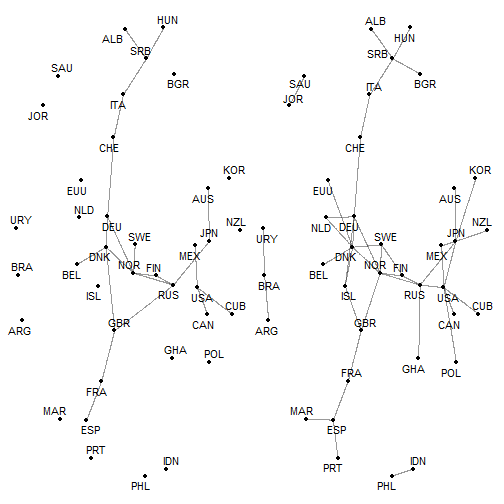 ALB
HUN
SRB
SAU
BGR
JOR
ITA
CHE
KOR
EUU
AUS
NLD
URY
DEU
NZL
SWE
JPN
DNK
MEX
NOR
FIN
BRA
BEL
ISL
RUS
USA
CUB
GBR
CAN
ARG
GHA
POL
FRA
MAR
ESP
PRT
IDN
PHL
ALB
HUN
SRB
SAU
BGR
JOR
ITA
CHE
KOR
EUU
AUS
NLD
URY
DEU
NZL
SWE
JPN
DNK
MEX
NOR
FIN
BRA
BEL
ISL
RUS
USA
CUB
GBR
CAN
ARG
GHA
POL
FRA
MAR
ESP
PRT
IDN
PHL